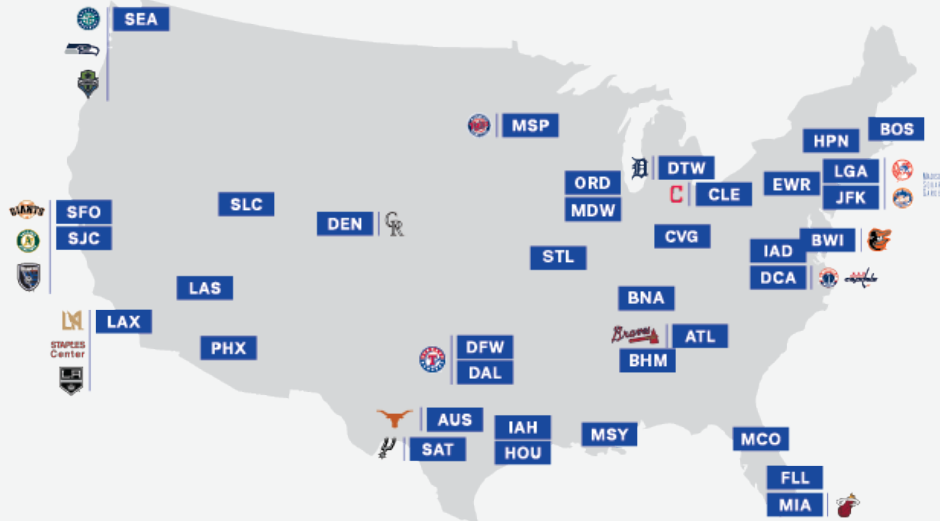 SEA
MSP
BOS
HPN
DTW
LGA
ORD
EWR
CLE
JFK
SLC
MDW
GIANTS
SFO
DEN
CVG
SJC
BWI
IAD
STL
DCA
LAS
BNA
LAX
Braves
ATL
STAPLES
Center
PHX
DFW
BHM
DAL
AUS
IAH
MSY
MCO
SAT
HOU
FLL
MIA